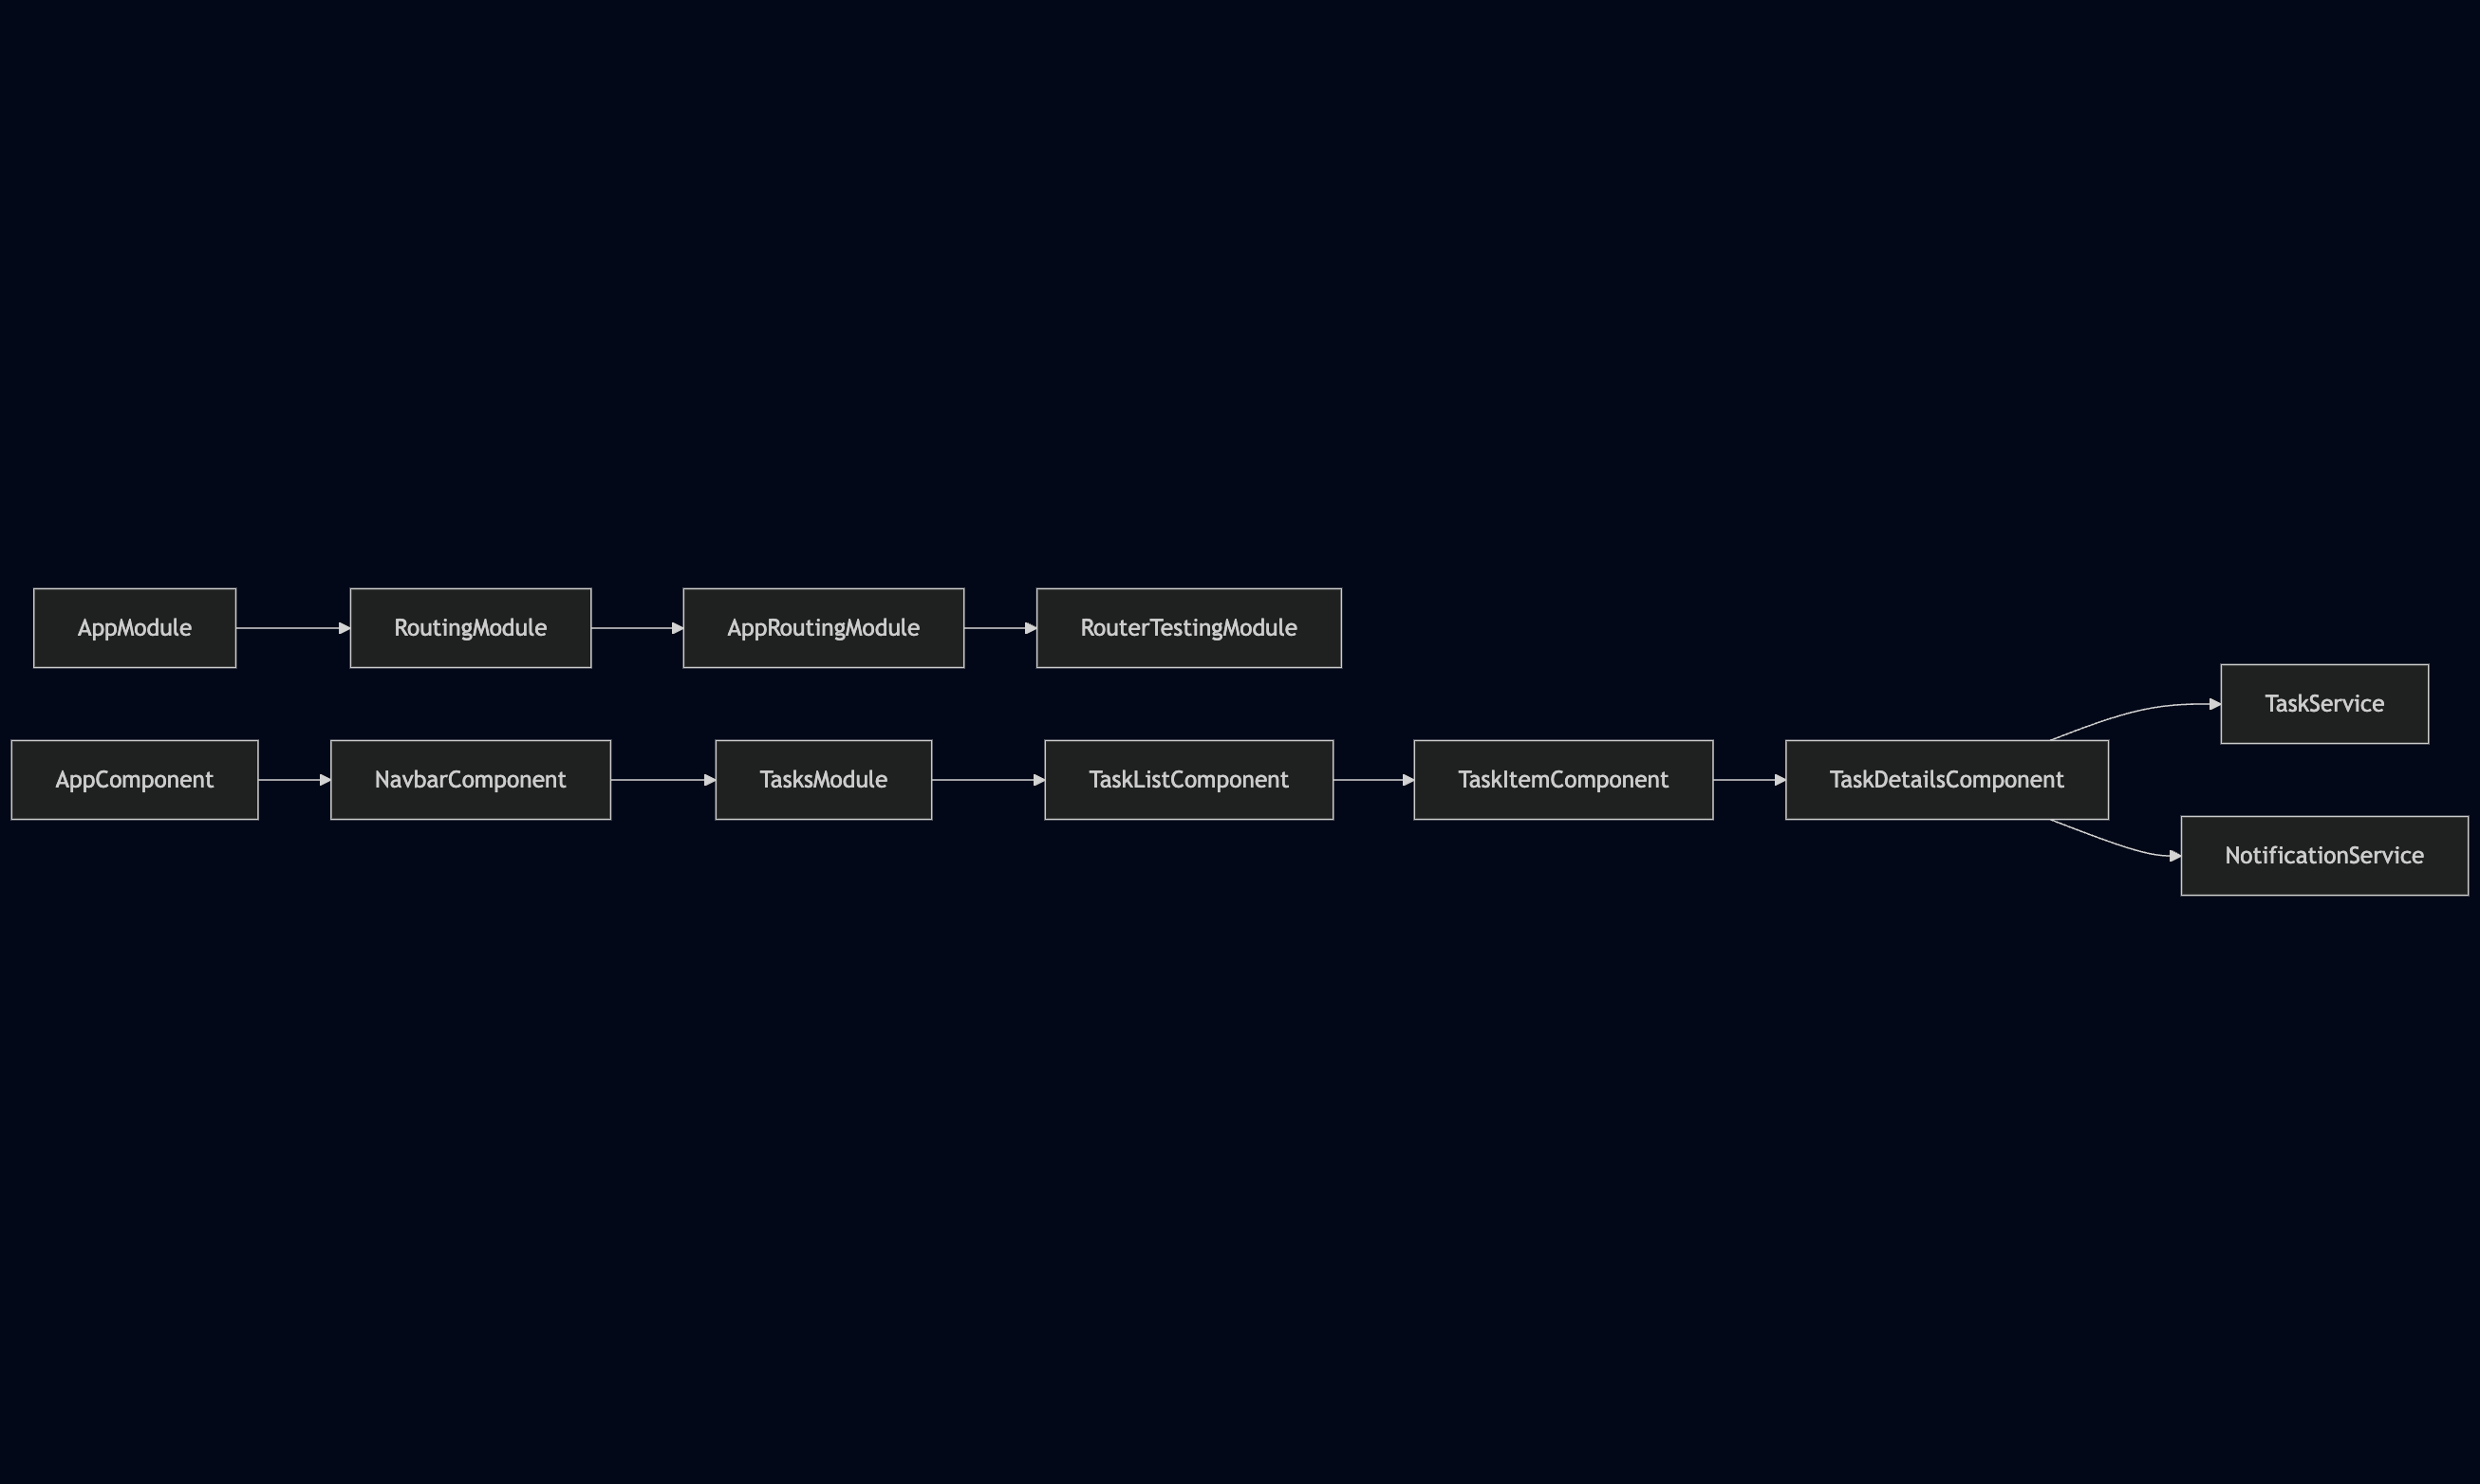 AppModule
RoutingModule
AppRoutingModule
RouterTestingModule
AppComponent
NavbarComponent
TasksModule
TaskListComponent
TaskItemComponent
TaskDetailsComponent
TaskService
NotificationService